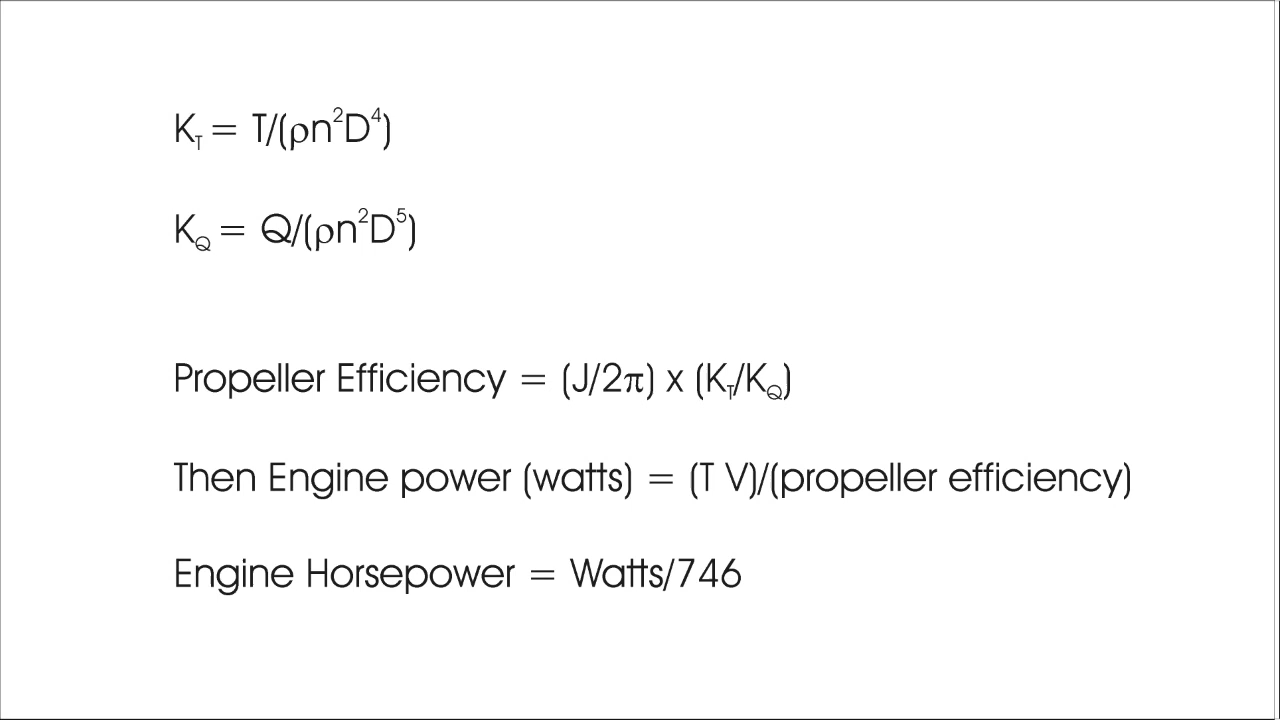 K_T = T/(ρn²D⁴)
K_Q = Q/(ρn²D⁵)
Propeller Efficiency = (J/2π) x (K_T/K_Q)
Then Engine power (watts) = (T V)/(propeller efficiency)
Engine Horsepower = Watts/746